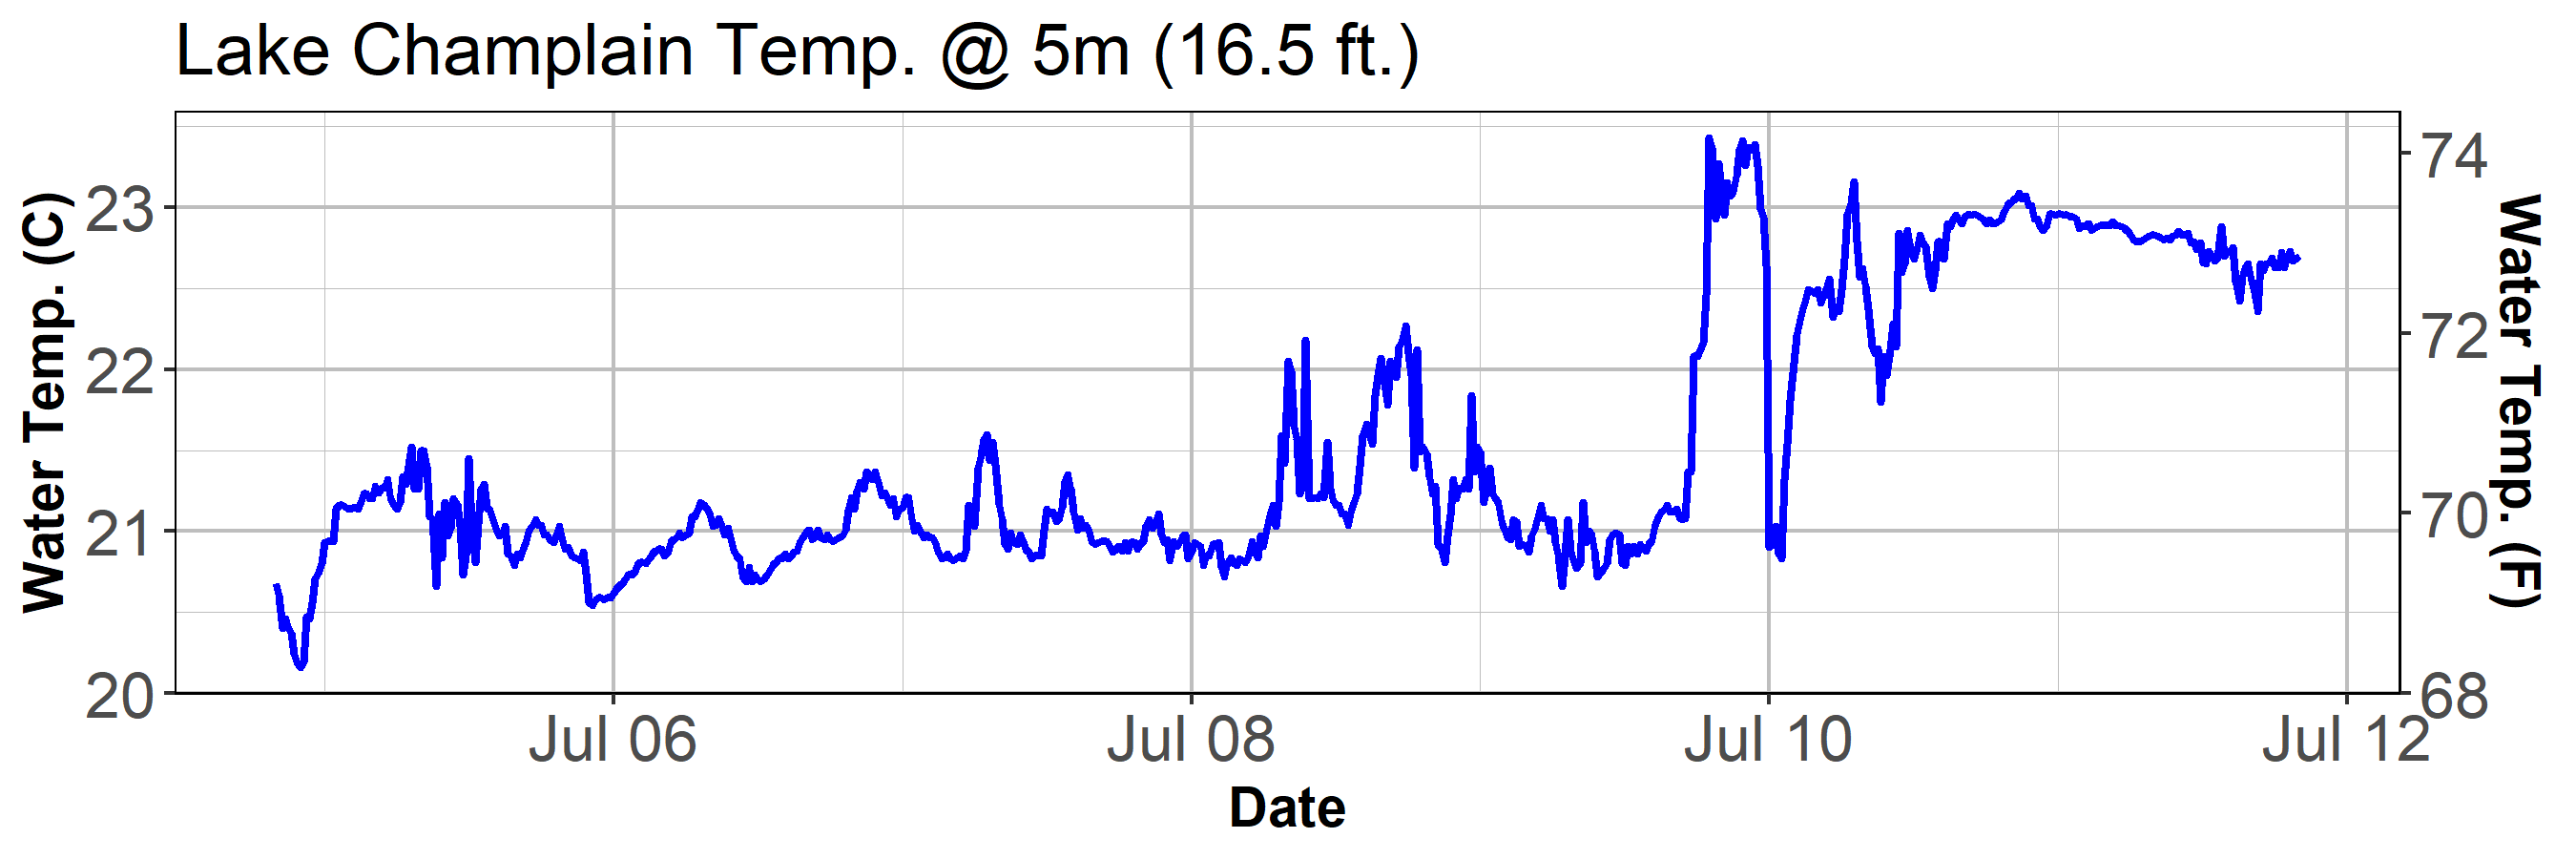 Lake Champlain Temp. @ 5m (16.5 ft.)
Water Temp. (C)
23
22
21
20
74
72
70
68
Water Temp. (F)
Jul 06
Jul 08
Jul 10
Jul 12
Date